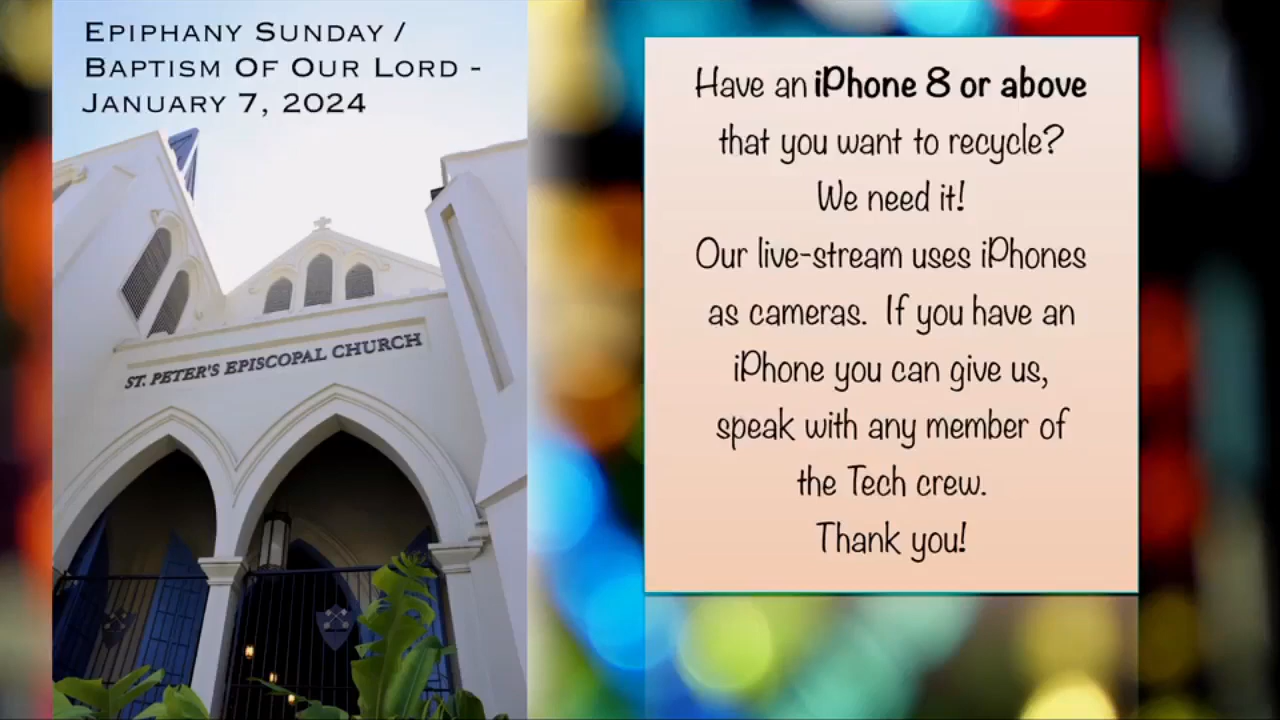 EPIPHANY SUNDAY /
BAPTISM OF OUR LORD -
JANUARY 7, 2024
ST. PETER'S EPISCOPAL CHURCH
Have an iPhone 8 or above
that you want to recycle?
We need it!
Our live-stream uses iPhones
as cameras. If you have an
iPhone you can give us,
speak with any member of
the Tech crew.
Thank you!